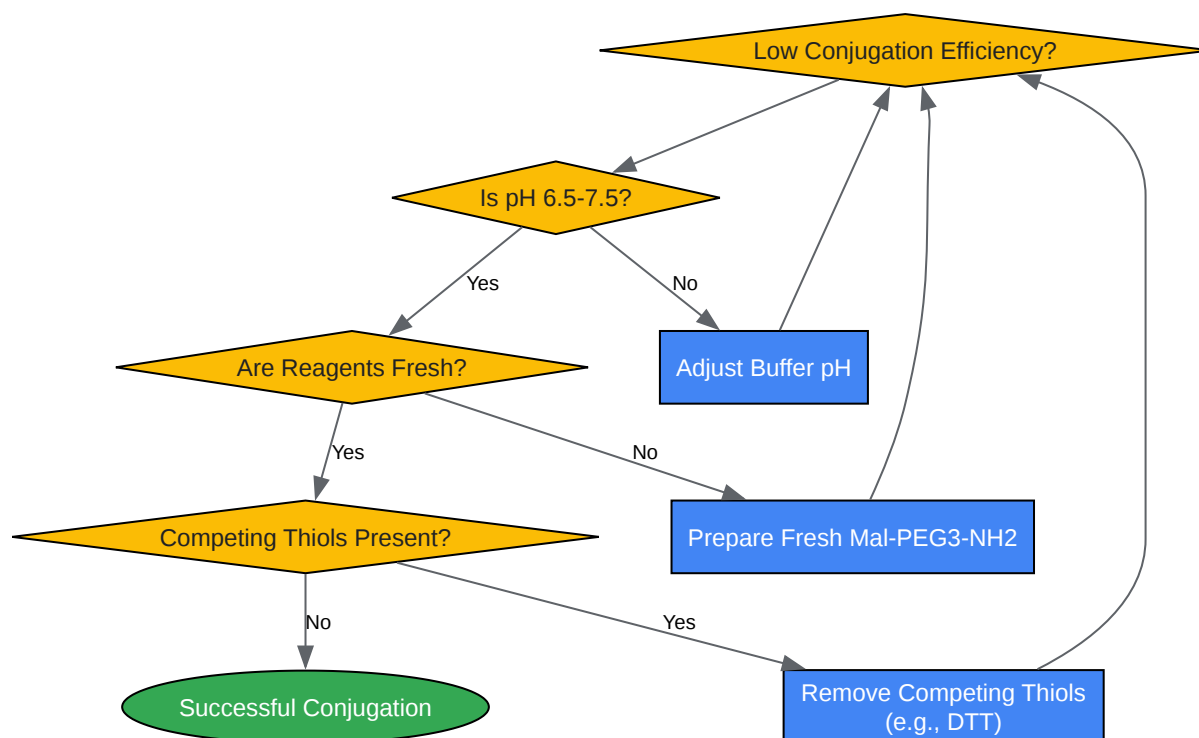 Low Conjugation Efficiency?
Is pH 6.5-7.5?
Yes
No
Are Reagents Fresh?
Adjust Buffer pH
Yes
No
Competing Thiols Present?
Prepare Fresh Mal-PEG3-NH2
No
Yes
Successful Conjugation
Remove Competing Thiols
(e.g., DTT)